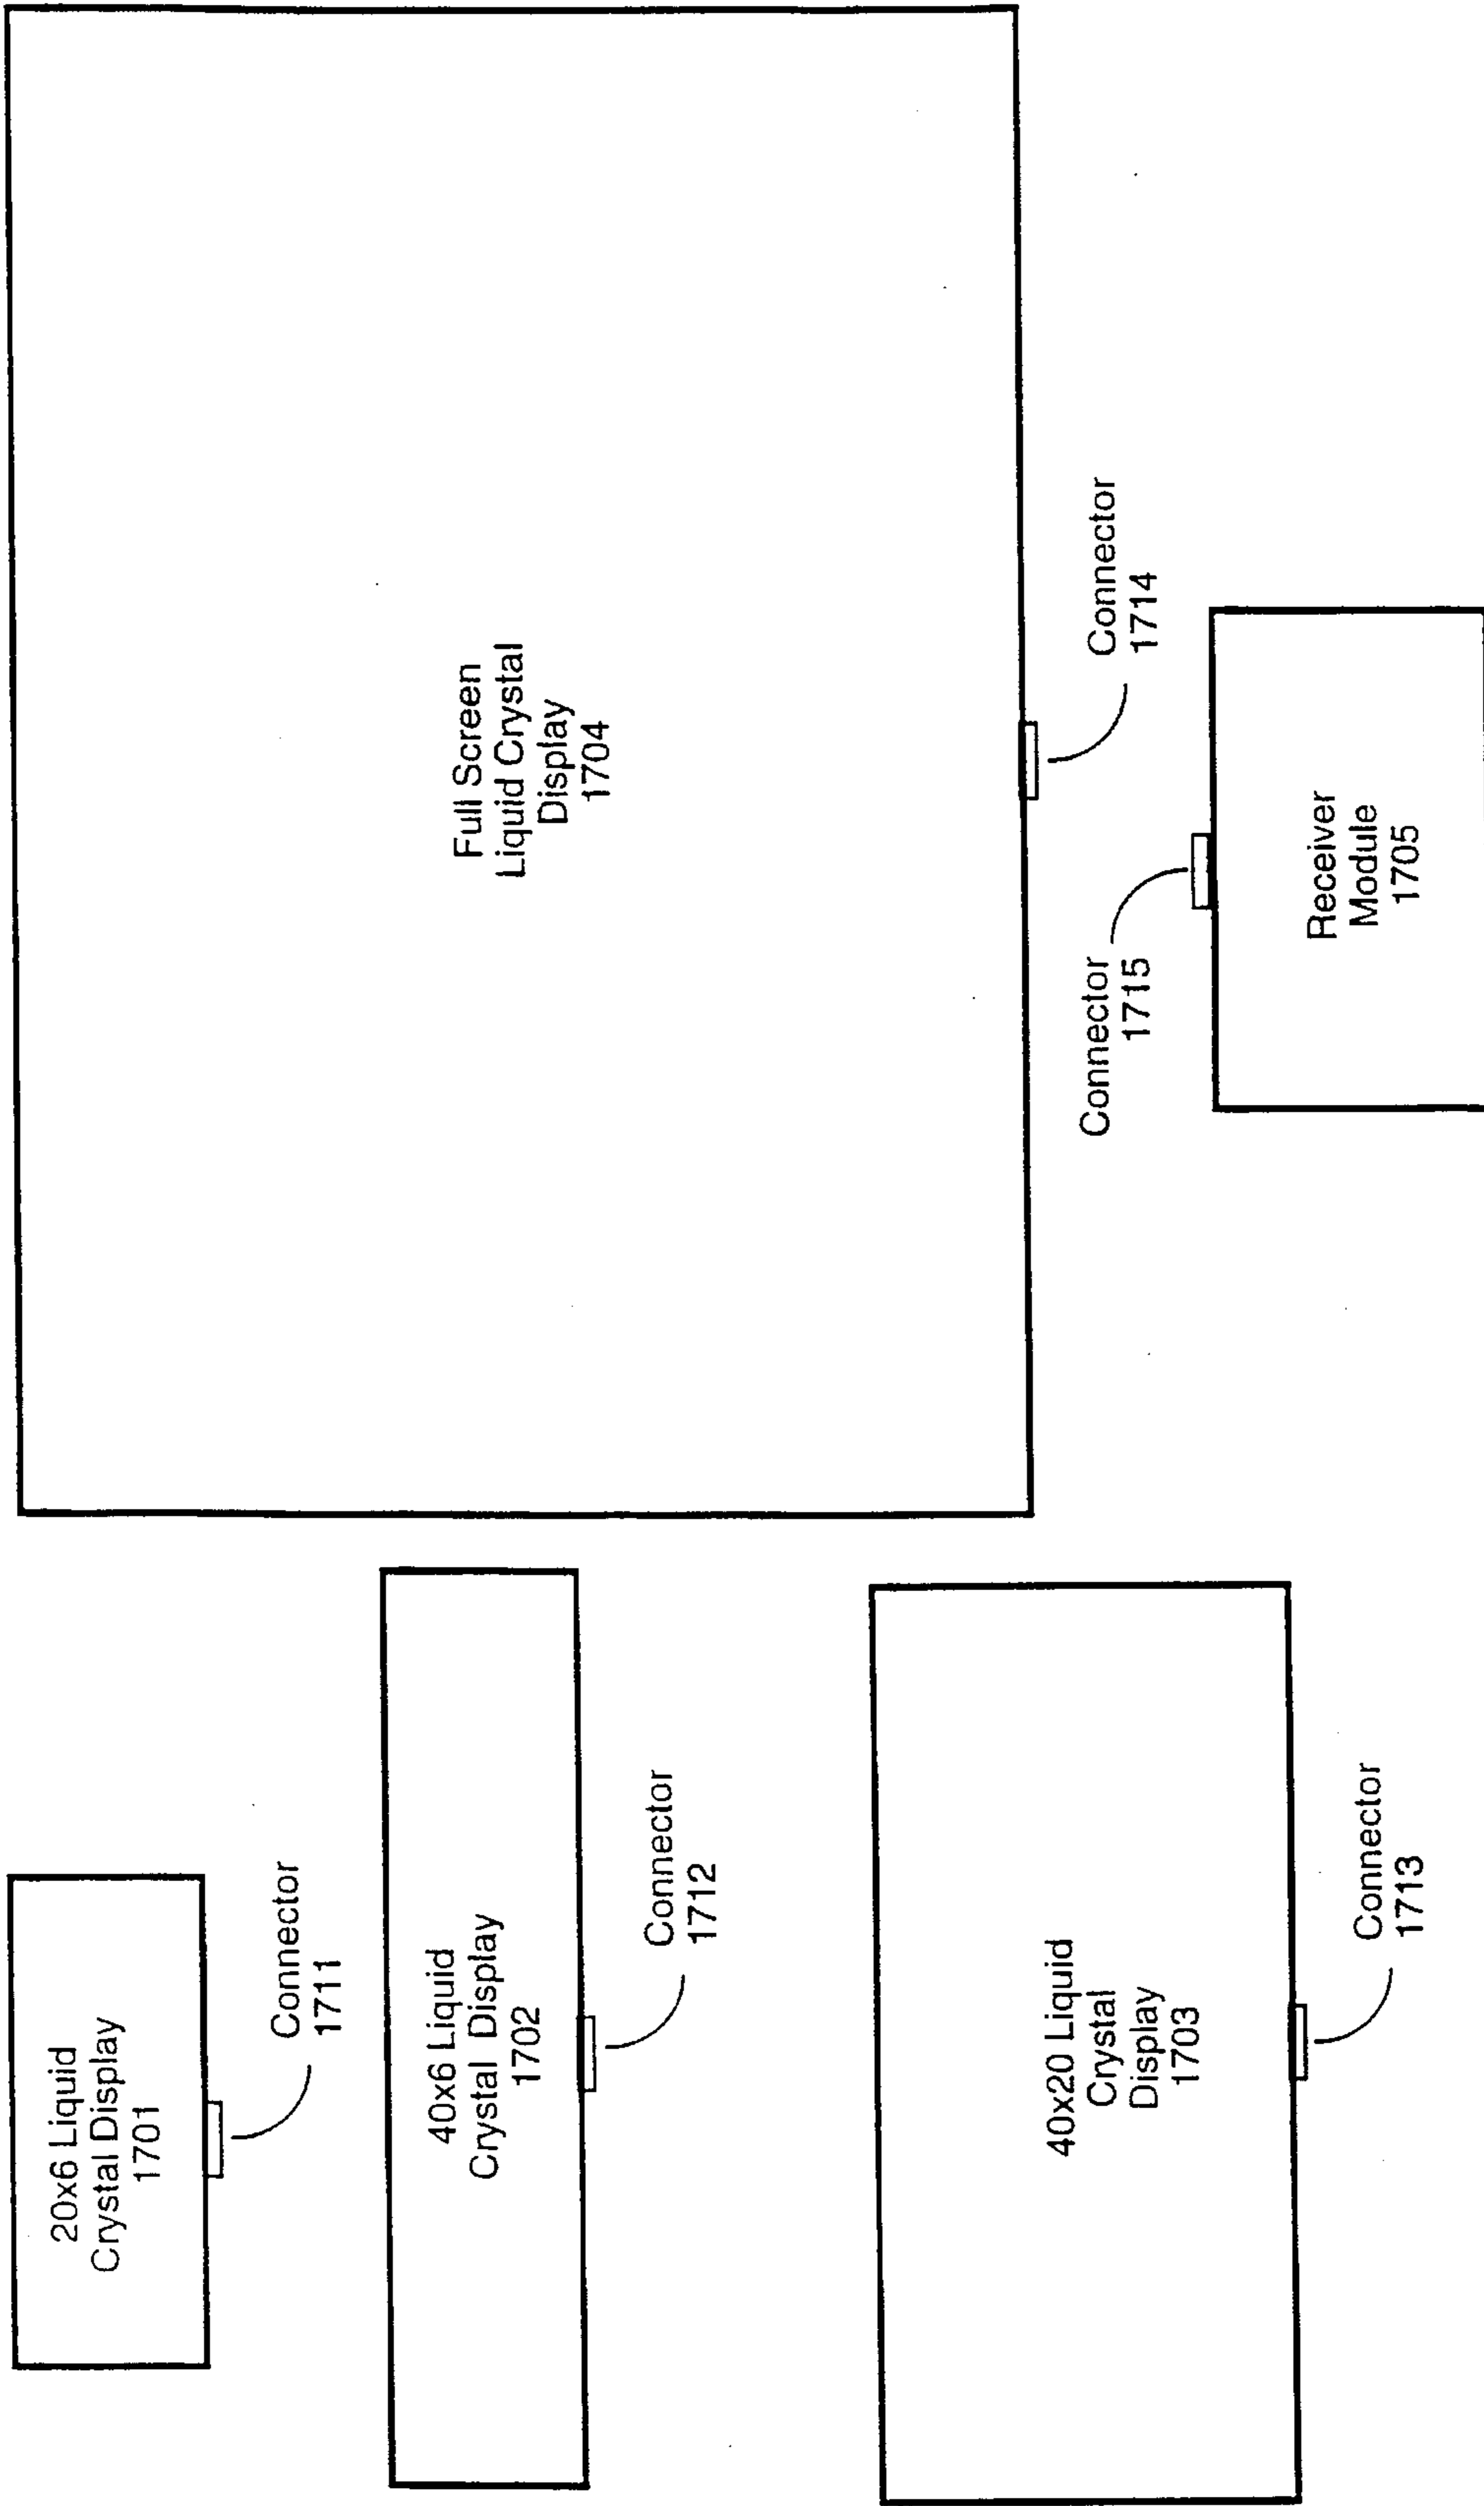 20x6 Liquid
Crystal Display
1701
Connector
1711
40x6 Liquid
Crystal Display
1702
Connector
1712
40x20 Liquid
Crystal
Display
1703
Connector
1713
Full Screen
Liquid Crystal
Display
1704
Connector
1714
Connector
1715
Receiver
Module
1705